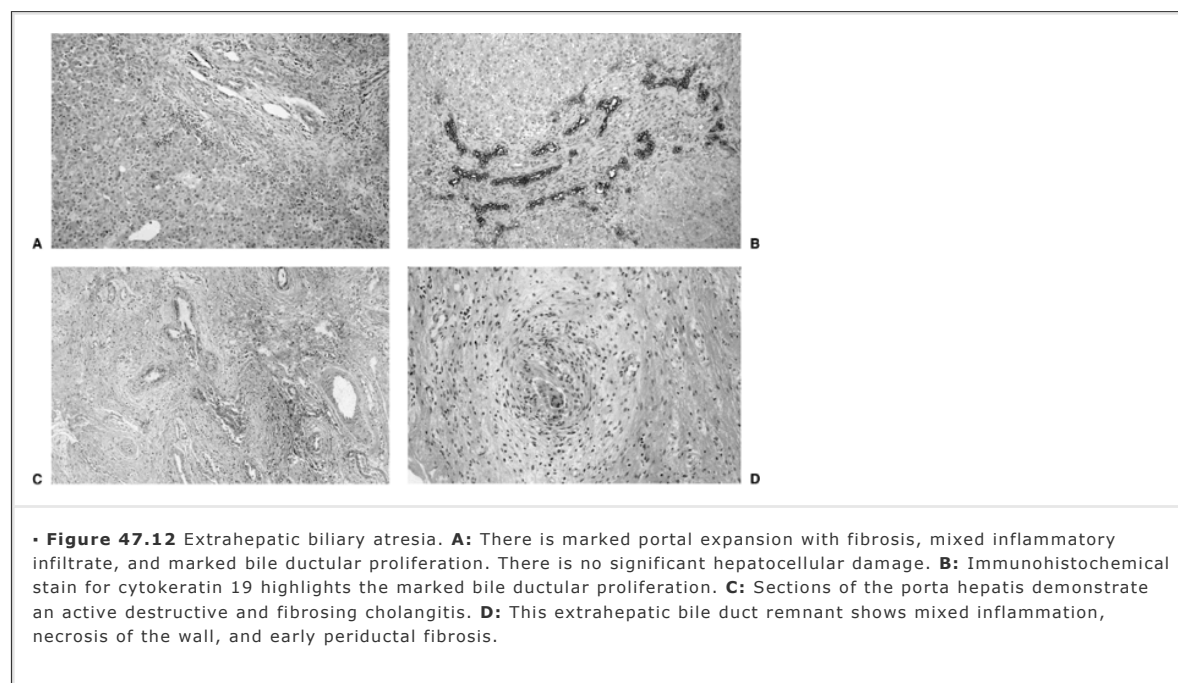 A
B
C
D
· Figure 47.12 Extrahepatic biliary atresia. A: There is marked portal expansion with fibrosis, mixed inflammatory
infiltrate, and marked bile ductular proliferation. There is no significant hepatocellular damage. B: Immunohistochemical
stain for cytokeratin 19 highlights the marked bile ductular proliferation. C: Sections of the porta hepatis demonstrate
an active destructive and fibrosing cholangitis. D: This extrahepatic bile duct remnant shows mixed inflammation,
necrosis of the wall, and early periductal fibrosis.